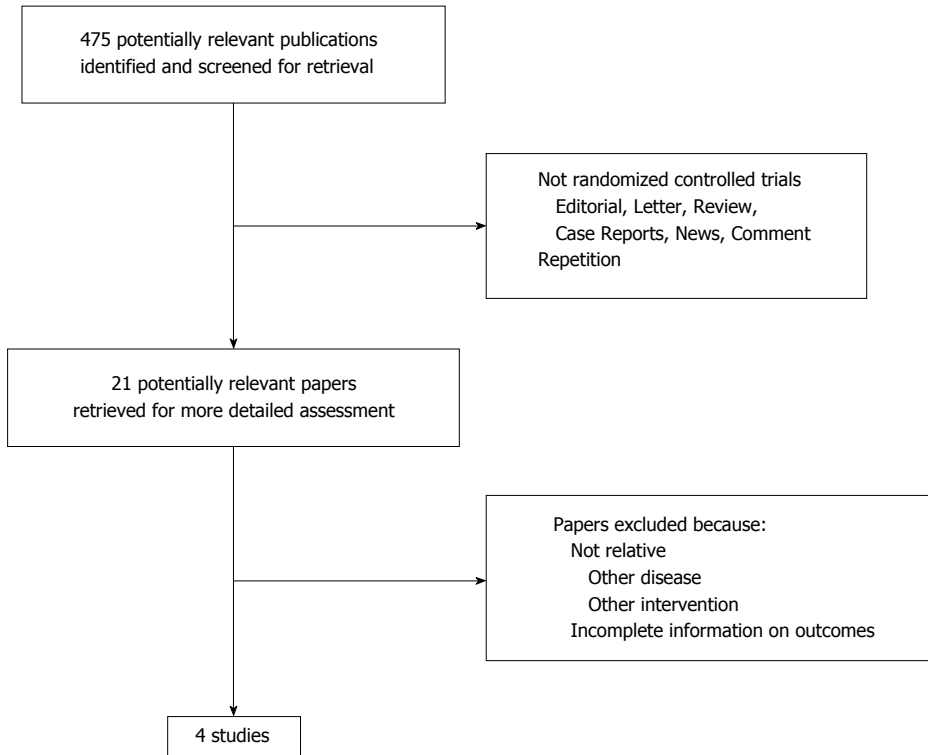 475 potentially relevant publications
identified and screened for retrieval
Not randomized controlled trials
Editorial, Letter, Review,
Case Reports, News, Comment
Repetition
21 potentially relevant papers
retrieved for more detailed assessment
Papers excluded because:
Not relative
Other disease
Other intervention
Incomplete information on outcomes
4 studies